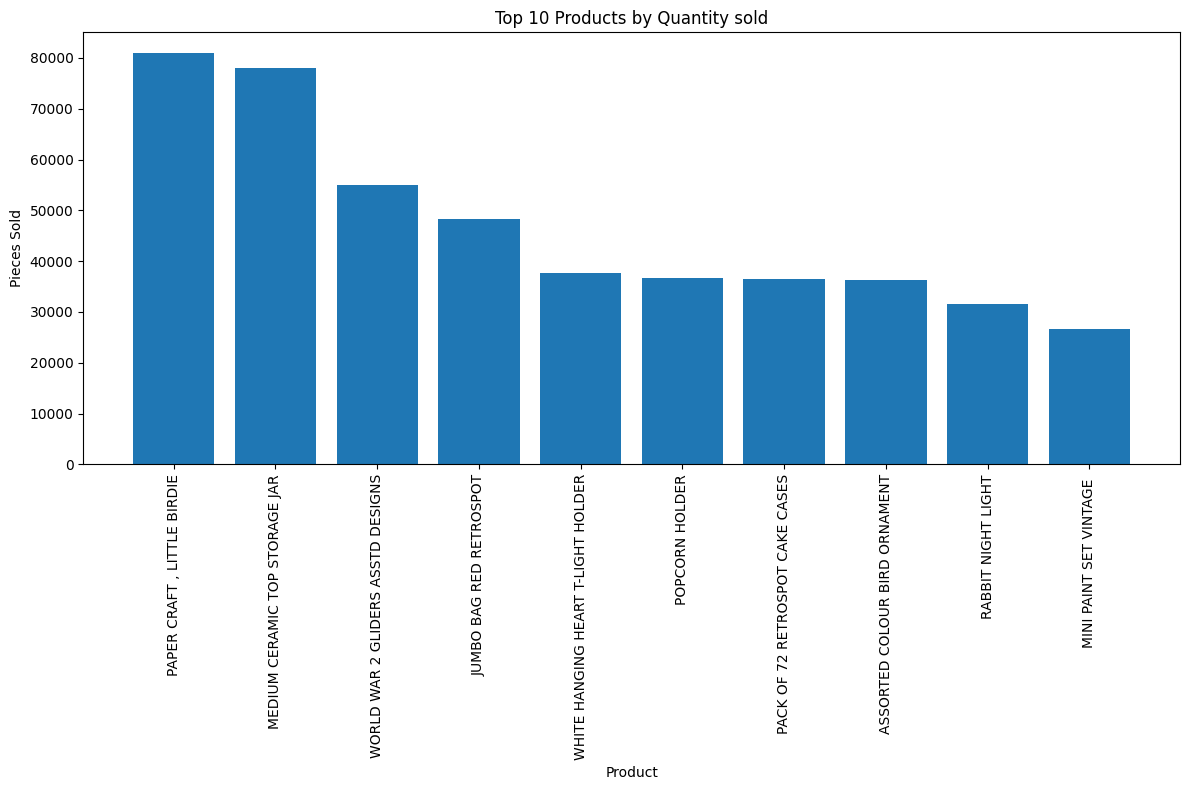 Top 10 Products by Quantity sold
Pieces Sold
80000
70000
60000
50000
40000
30000
20000
10000
0
PAPER CRAFT , LITTLE BIRDIE
MEDIUM CERAMIC TOP STORAGE JAR
WORLD WAR 2 GLIDERS ASSTD DESIGNS
JUMBO BAG RED RETROSPOT
WHITE HANGING HEART T-LIGHT HOLDER
POPCORN HOLDER
PACK OF 72 RETROSPOT CAKE CASES
ASSORTED COLOUR BIRD ORNAMENT
RABBIT NIGHT LIGHT
MINI PAINT SET VINTAGE
Product